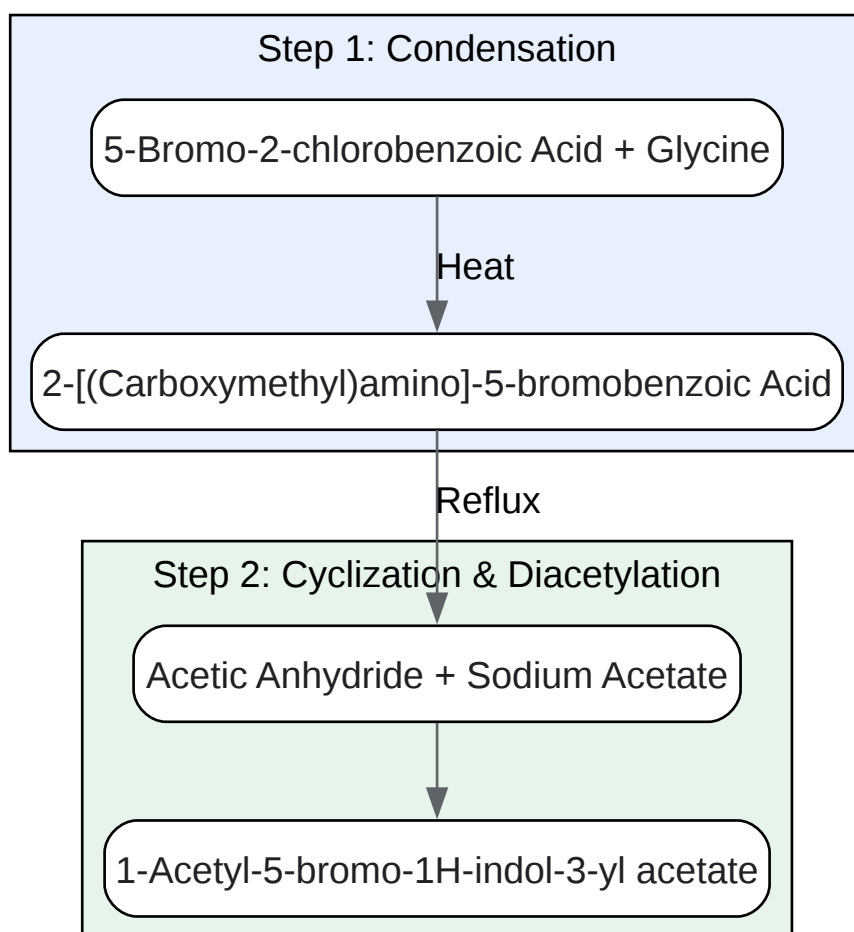 Step 1: Condensation
5-Bromo-2-chlorobenzoic Acid + Glycine
Heat
2-[(Carboxymethyl)amino]-5-bromobenzoic Acid
Reflux
Step 2: Cyclization & Diacetylation
Acetic Anhydride + Sodium Acetate
1-Acetyl-5-bromo-1H-indol-3-yl acetate